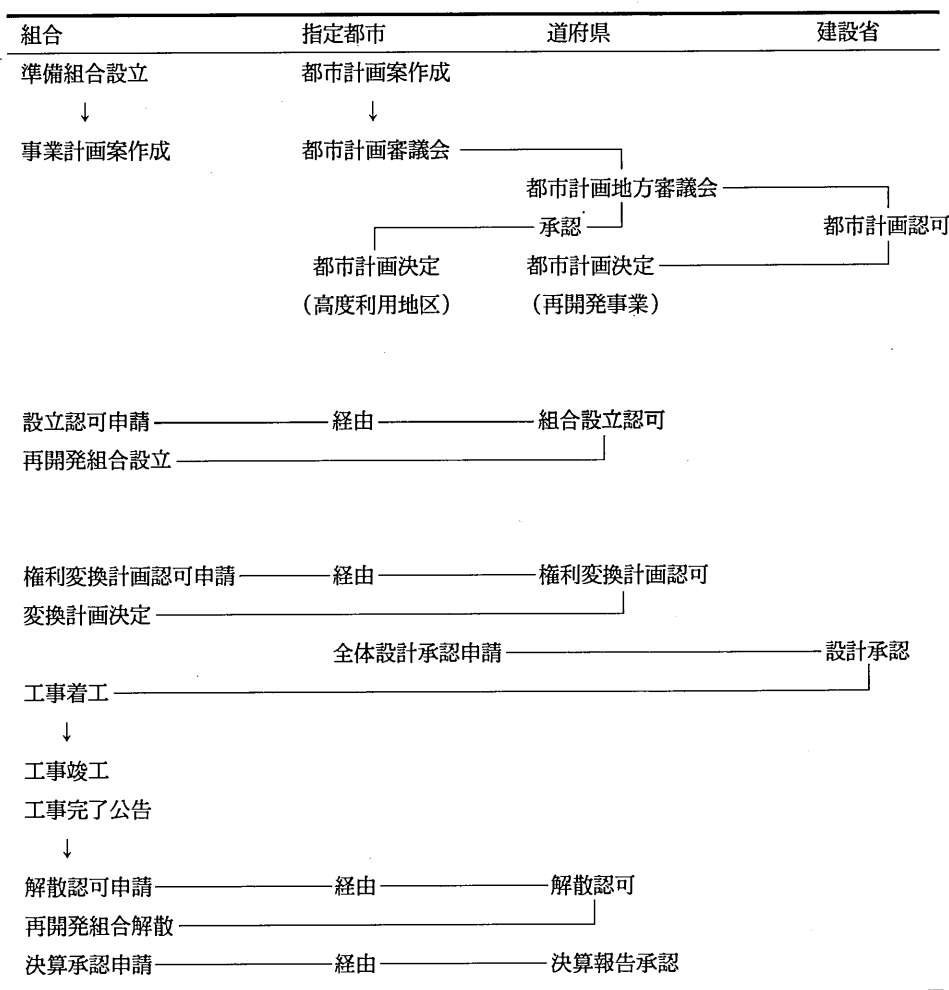 組合 指定都市 道府県 建設省
準備組合設立 都市計画案作成
↓ ↓
事業計画案作成 都市計画審議会
都市計画地方審議会
承認 都市計画認可
都市計画決定 都市計画決定
(高度利用地区) (再開発事業)
設立認可申請 経由 組合設立認可
再開発組合設立
権利変換計画認可申請 経由 権利変換計画認可
変換計画決定
全体設計承認申請 設計承認
工事着工
↓
工事竣工
工事完了公告
↓
解散認可申請 経由 解散認可
再開発組合解散
決算承認申請 経由 決算報告承認